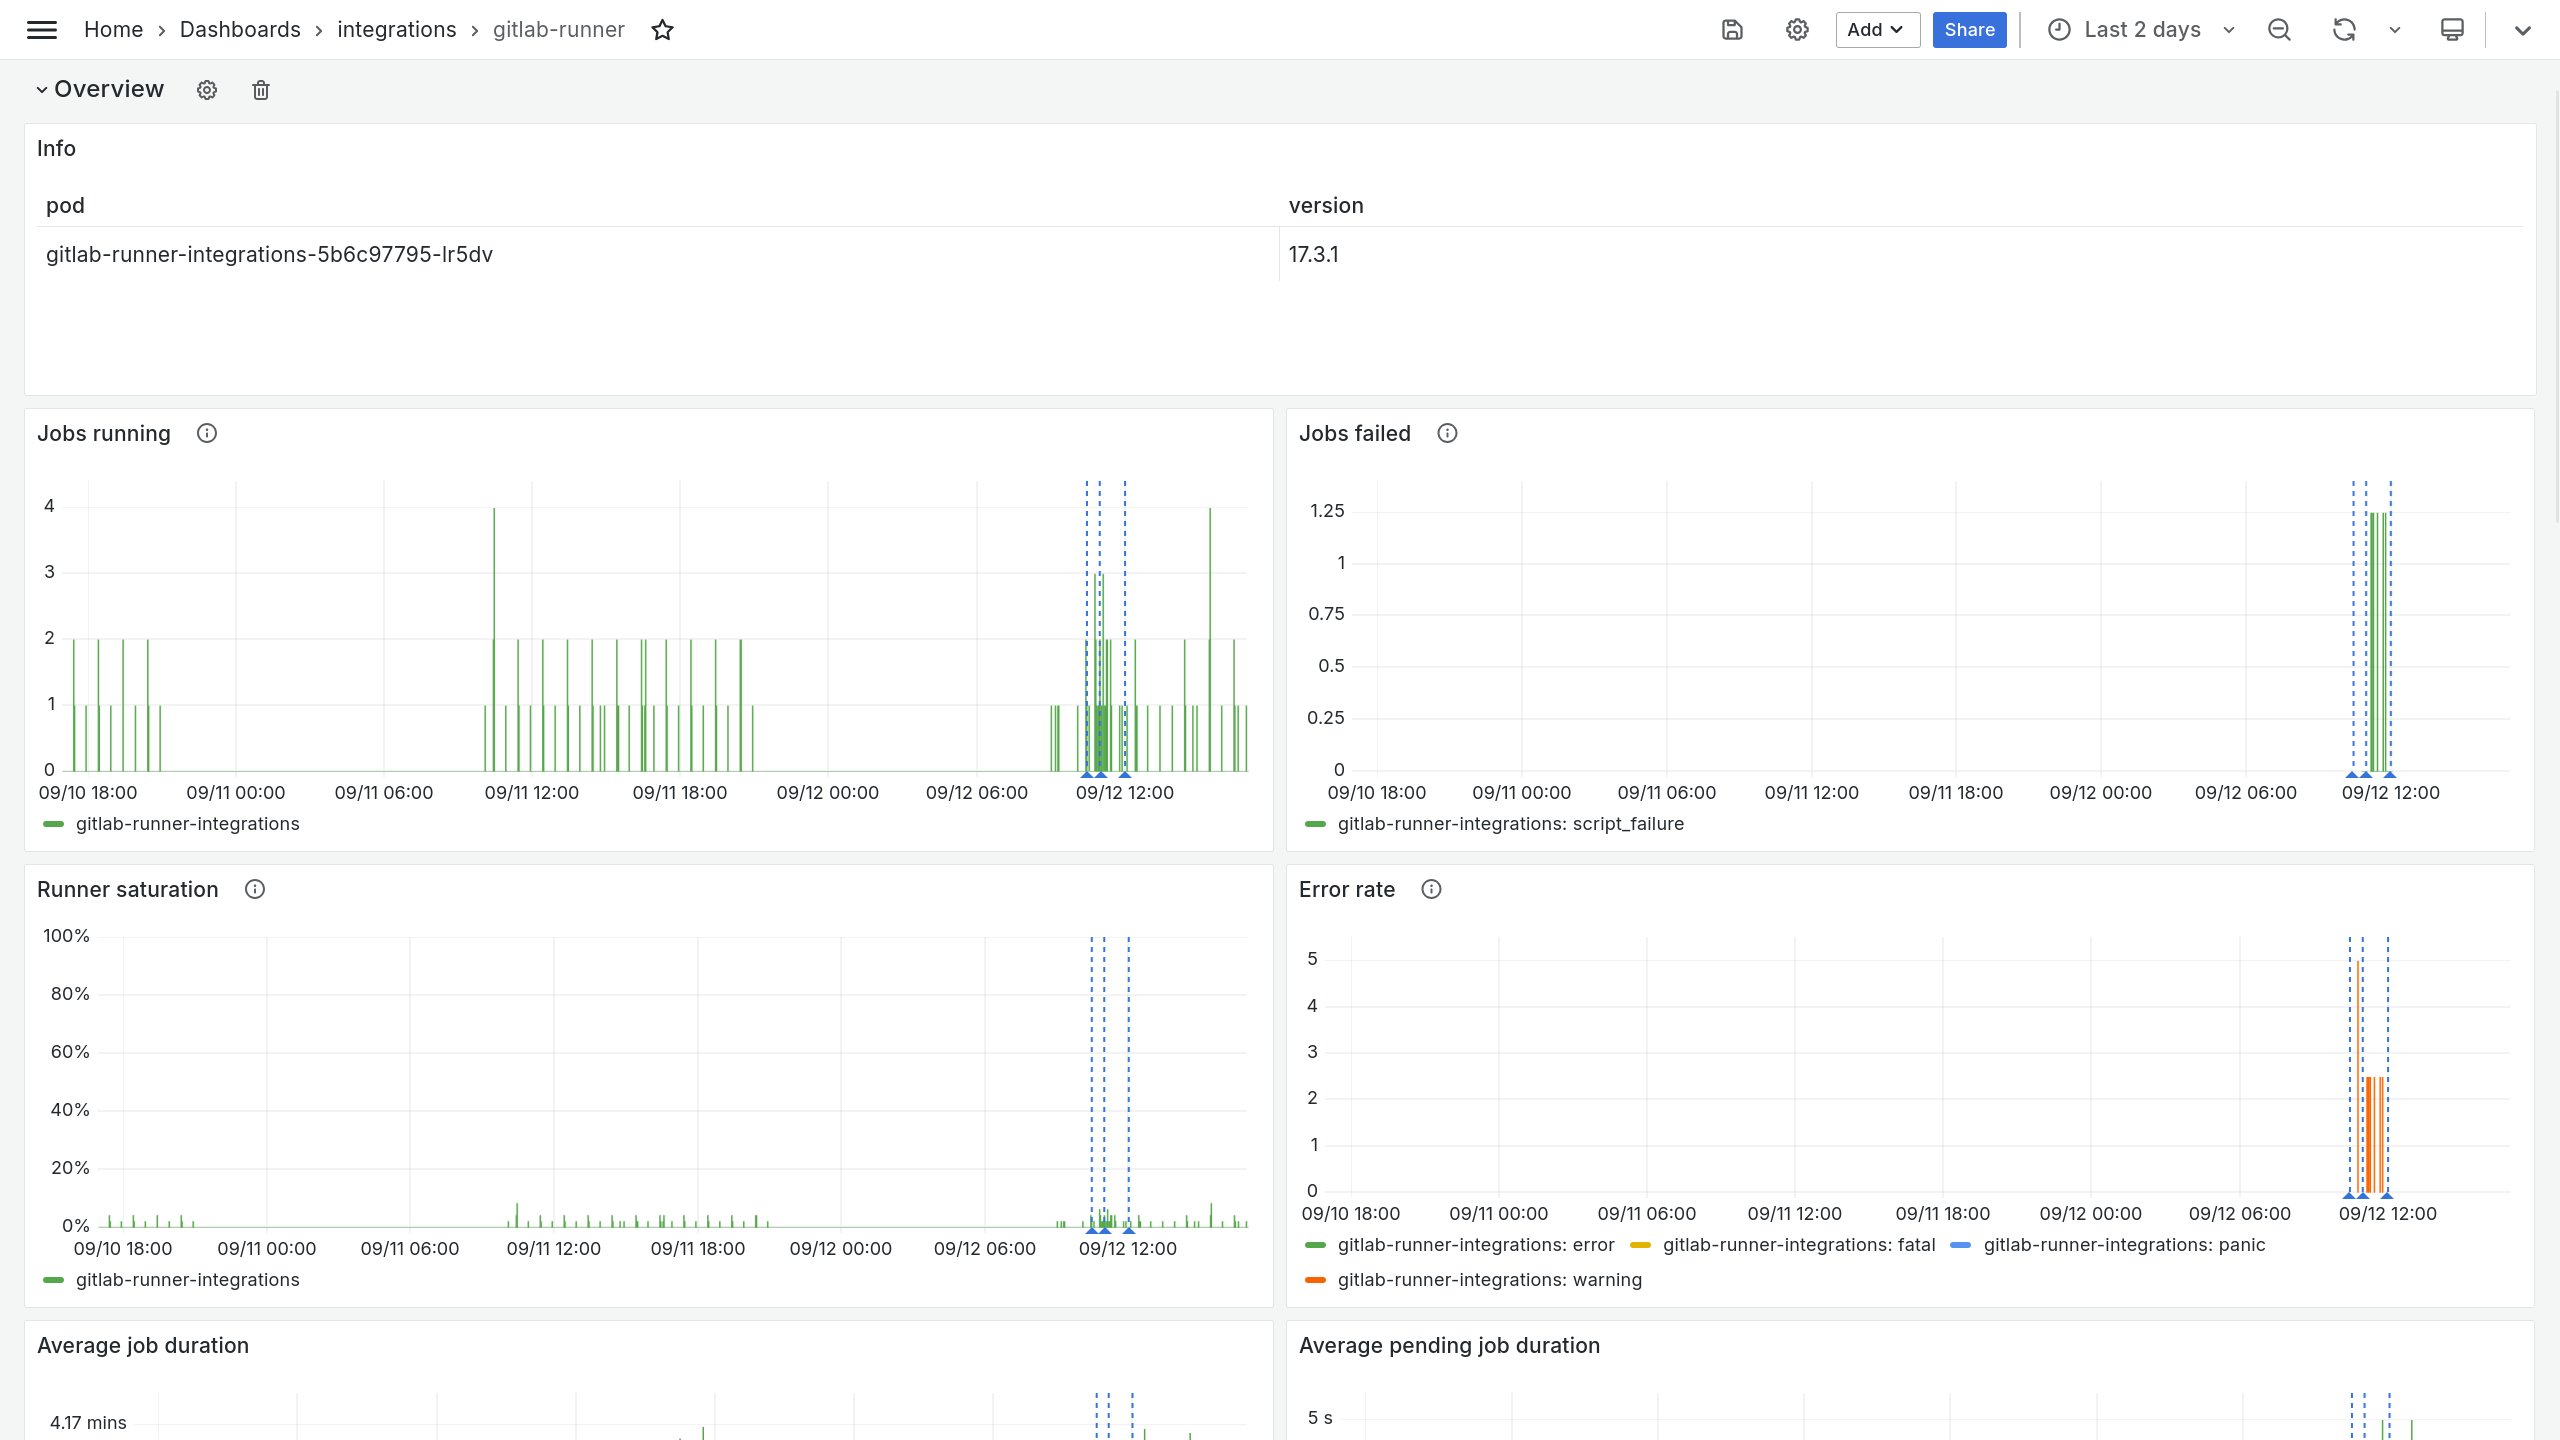 Home › Dashboards › integrations › gitlab-runner
Add
Share
Last 2 days
Overview
Info
pod version
gitlab-runner-integrations-5b6c97795-lr5dv 17.3.1
Jobs running
4
3
2
1
0
09/10 18:00 09/11 00:00 09/11 06:00 09/11 12:00 09/11 18:00 09/12 00:00 09/12 06:00 09/12 12:00
gitlab-runner-integrations
Jobs failed
1.25
1
0.75
0.5
0.25
0
09/10 18:00 09/11 00:00 09/11 06:00 09/11 12:00 09/11 18:00 09/12 00:00 09/12 06:00 09/12 12:00
gitlab-runner-integrations: script_failure
Runner saturation
100%
80%
60%
40%
20%
0%
09/10 18:00 09/11 00:00 09/11 06:00 09/11 12:00 09/11 18:00 09/12 00:00 09/12 06:00 09/12 12:00
gitlab-runner-integrations
Error rate
5
4
3
2
1
0
09/10 18:00 09/11 00:00 09/11 06:00 09/11 12:00 09/11 18:00 09/12 00:00 09/12 06:00 09/12 12:00
gitlab-runner-integrations: error gitlab-runner-integrations: fatal gitlab-runner-integrations: panic
gitlab-runner-integrations: warning
Average job duration
4.17 mins
Average pending job duration
5 s